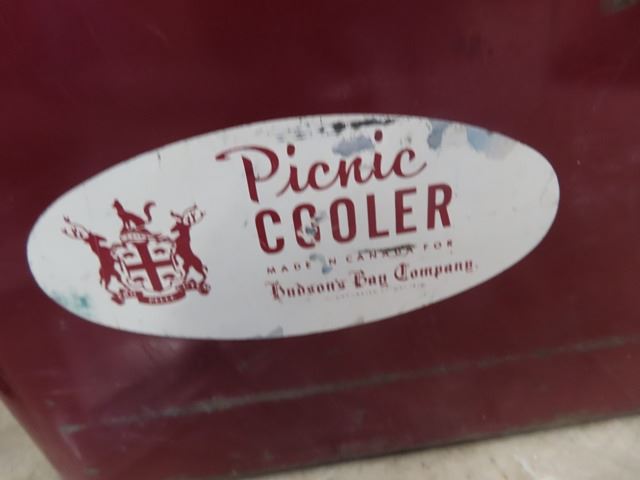 Picnic
COOLER
MADE IN CANADA FOR
Hudson's Bay Company.